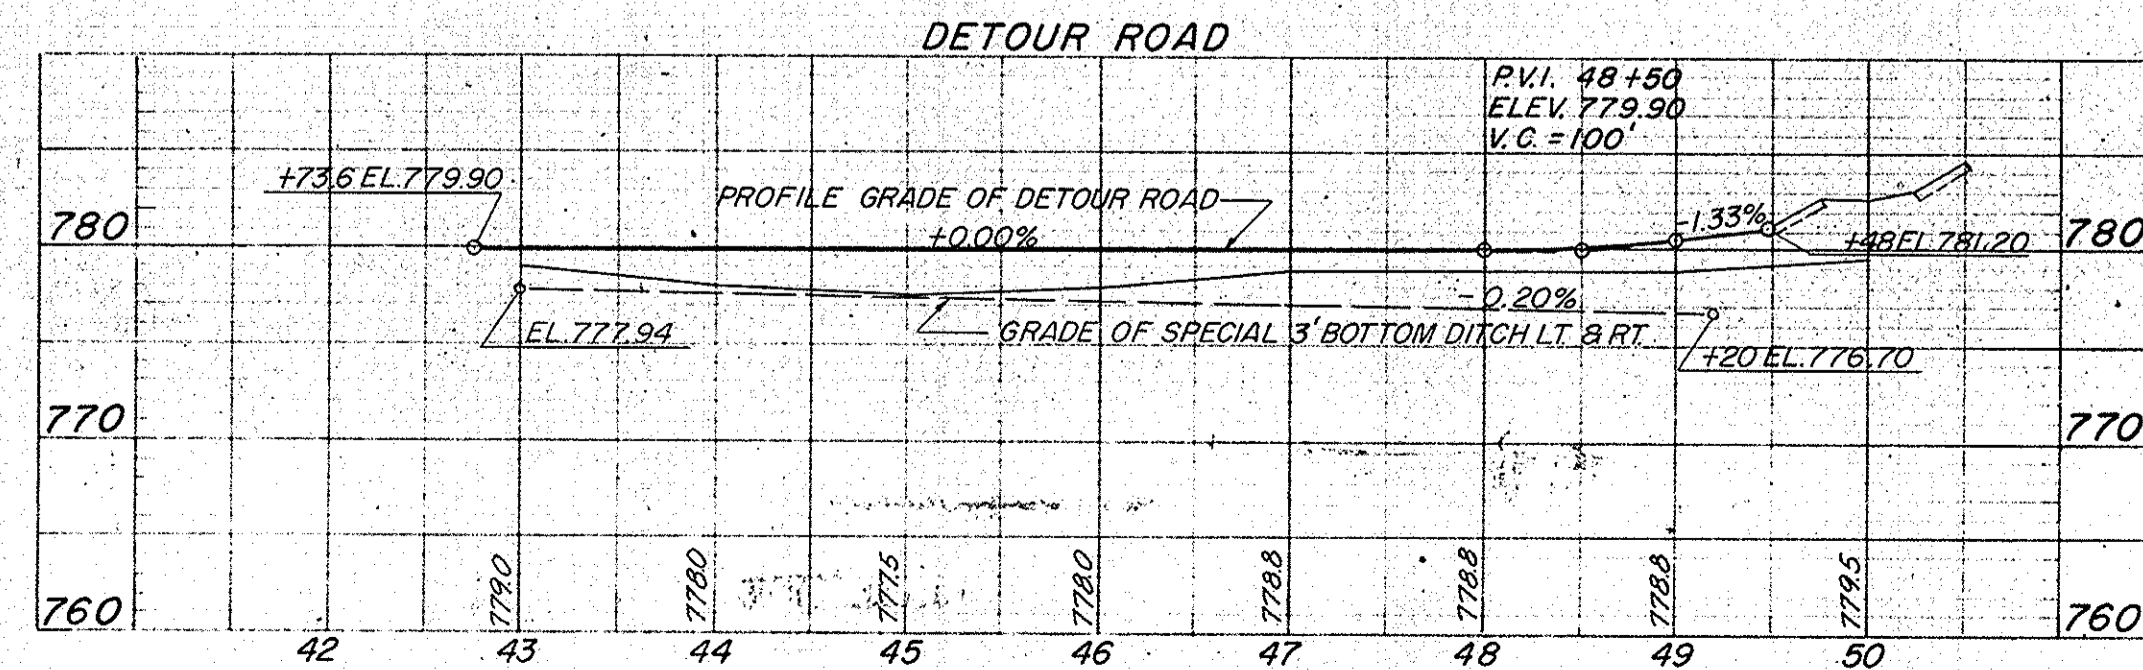 DETOUR ROAD
P.V.I. 48+50
ELEV. 779.90
V.C. = 100'
+73.6 EL.779.90
PROFILE GRADE OF DETOUR ROAD
+0.00%
-1.33%
+48 El.781.20
780
780
-0.20%
EL.777.94
GRADE OF SPECIAL 3' BOTTOM DITCH LT. & RT.
+20 EL.776.70
770
770
779.0
778.0
777.5
778.0
778.8
778.8
778.8
779.5
760
760
42
43
44
45
46
47
48
49
50